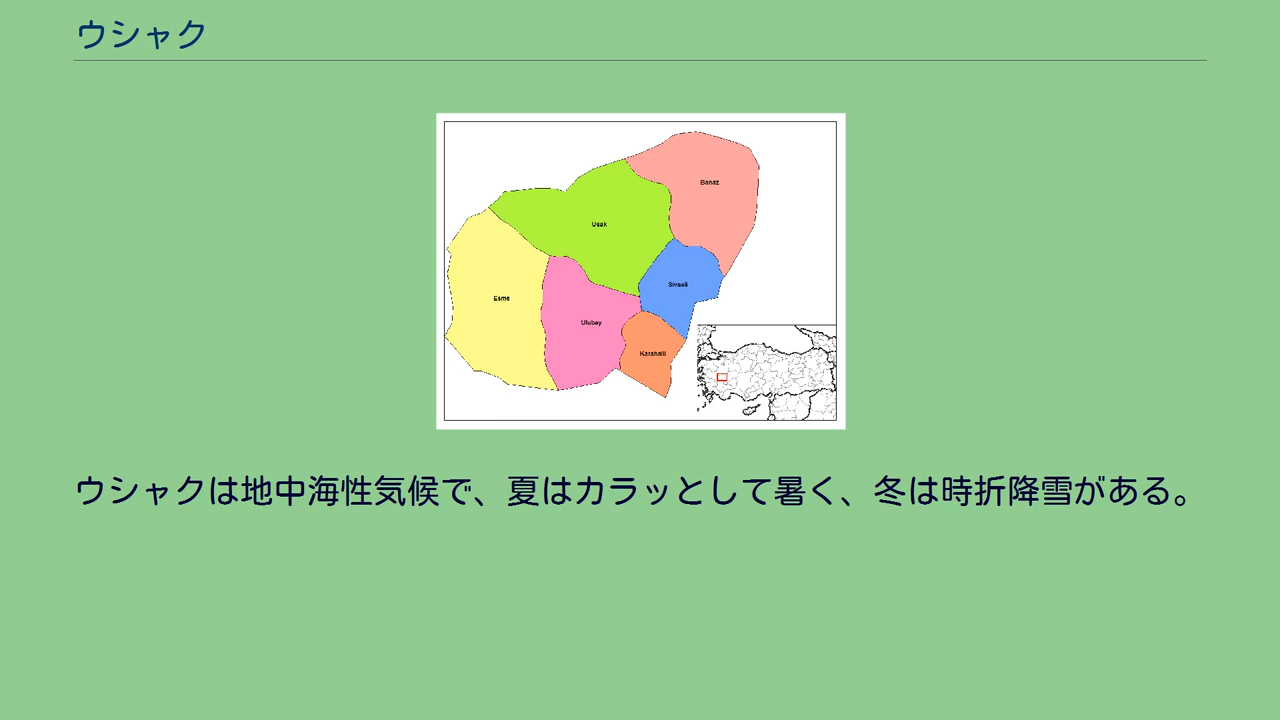 ウシャク
Banaz
Usak
Sivasli
Esme
Ulubey
Karahalli
ウシャクは地中海性気候で、夏はカラッとして暑く、冬は時折降雪がある。